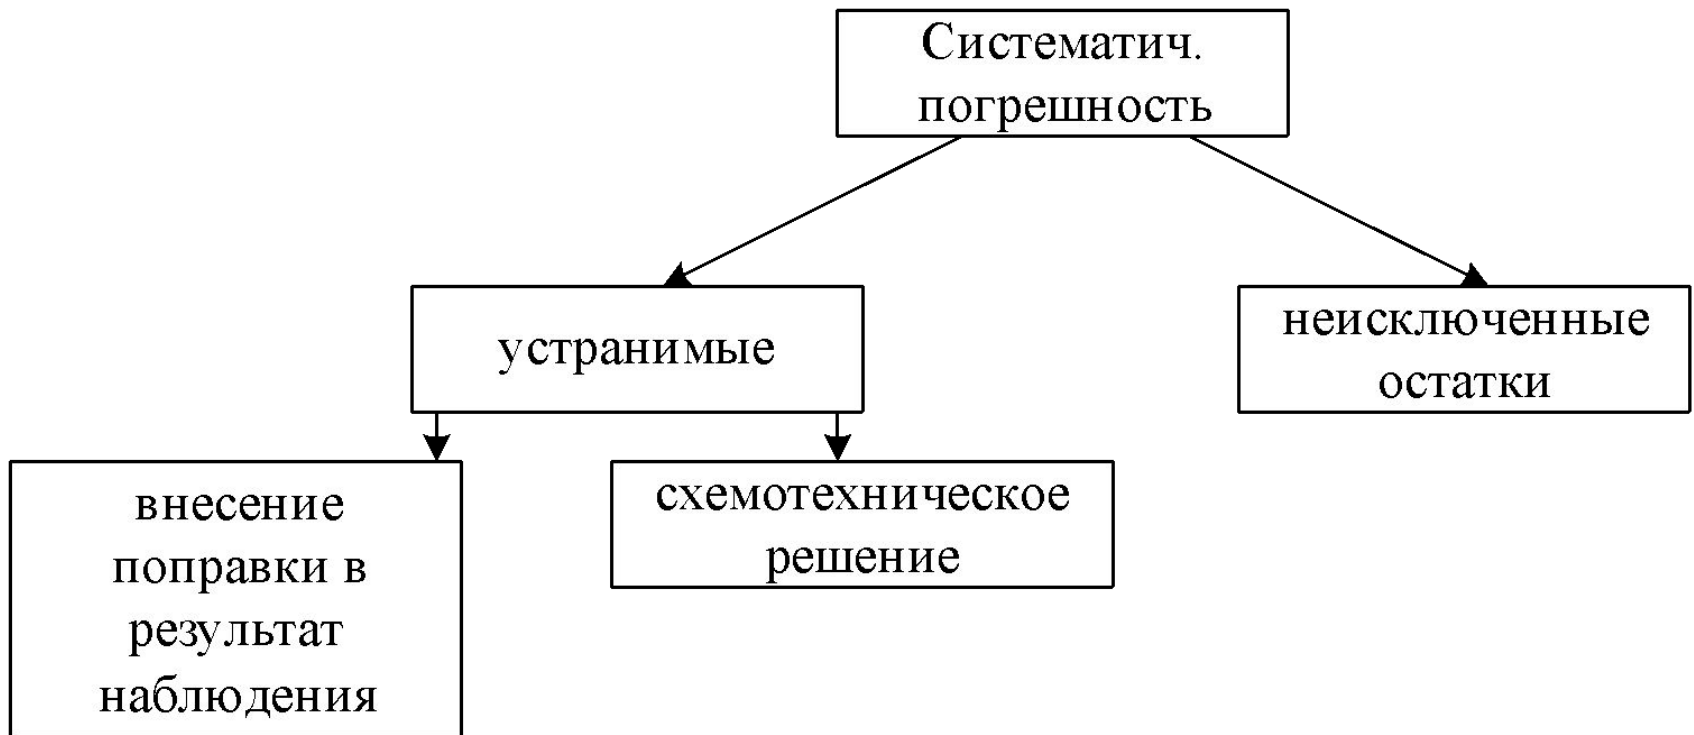 Систематич.
погрешность
устранимые
неисключенные
остатки
внесение
поправки в
результат
наблюдения
схемотехническое
решение